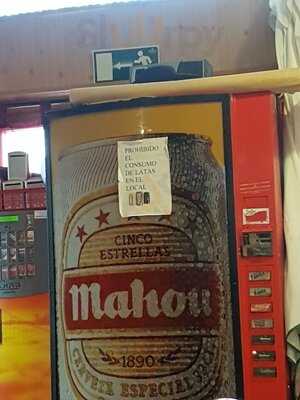 PROHIBIDO
EL
CONSUMO
DE LATAS
EN EL
LOCAL
CINCO
ESTRELLAS
Mahou
1890
CERVEZA ESPECIAL